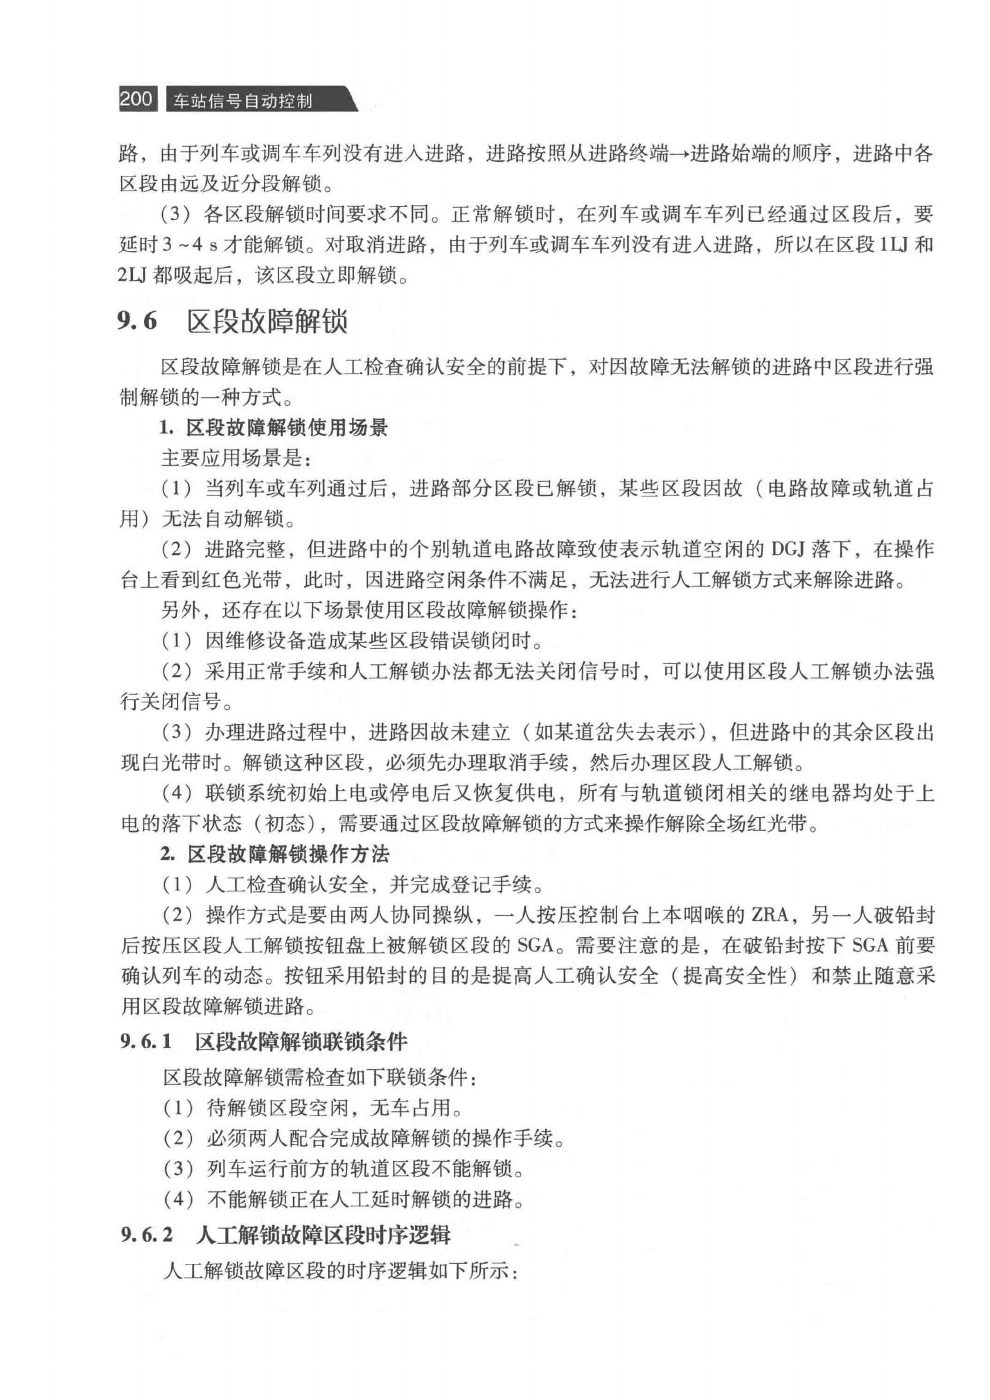 200 车站信号自动控制
路，由于列车或调车车列没有进入进路，进路按照从进路终端→进路始端的顺序，进路中各
区段由远及近分段解锁。
（3）各区段解锁时间要求不同。正常解锁时，在列车或调车车列已经通过区段后，要
延时 3 ~4 s 才能解锁。对取消进路，由于列车或调车车列没有进入进路，所以在区段 1LJ 和
2LJ 都吸起后，该区段立即解锁。
9.6 区段故障解锁
区段故障解锁是在人工检查确认安全的前提下，对因故障无法解锁的进路中区段进行强
制解锁的一种方式。
1. 区段故障解锁使用场景
主要应用场景是：
（1）当列车或车列通过后，进路部分区段已解锁，某些区段因故（电路故障或轨道占
用）无法自动解锁。
（2）进路完整，但进路中的个别轨道电路故障致使表示轨道空闲的 DGJ 落下，在操作
台上看到红色光带，此时，因进路空闲条件不满足，无法进行人工解锁方式来解除进路。
另外，还存在以下场景使用区段故障解锁操作：
（1）因维修设备造成某些区段错误锁闭时。
（2）采用正常手续和人工解锁办法都无法关闭信号时，可以使用区段人工解锁办法强
行关闭信号。
（3）办理进路过程中，进路因故未建立（如某道岔失去表示），但进路中的其余区段出
现白光带时。解锁这种区段，必须先办理取消手续，然后办理区段人工解锁。
（4）联锁系统初始上电或停电后又恢复供电，所有与轨道锁闭相关的继电器均处于上
电的落下状态（初态），需要通过区段故障解锁的方式来操作解除全场红光带。
2. 区段故障解锁操作方法
（1）人工检查确认安全，并完成登记手续。
（2）操作方式是要由两人协同操纵，一人按压控制台上本咽喉的 ZRA，另一人破铅封
后按压区段人工解锁按钮盘上被解锁区段的 SGA。需要注意的是，在破铅封按下 SGA 前要
确认列车的动态。按钮采用铅封的目的是提高人工确认安全（提高安全性）和禁止随意采
用区段故障解锁进路。
9.6.1 区段故障解锁联锁条件
区段故障解锁需检查如下联锁条件：
（1）待解锁区段空闲，无车占用。
（2）必须两人配合完成故障解锁的操作手续。
（3）列车运行前方的轨道区段不能解锁。
（4）不能解锁正在人工延时解锁的进路。
9.6.2 人工解锁故障区段时序逻辑
人工解锁故障区段的时序逻辑如下所示：